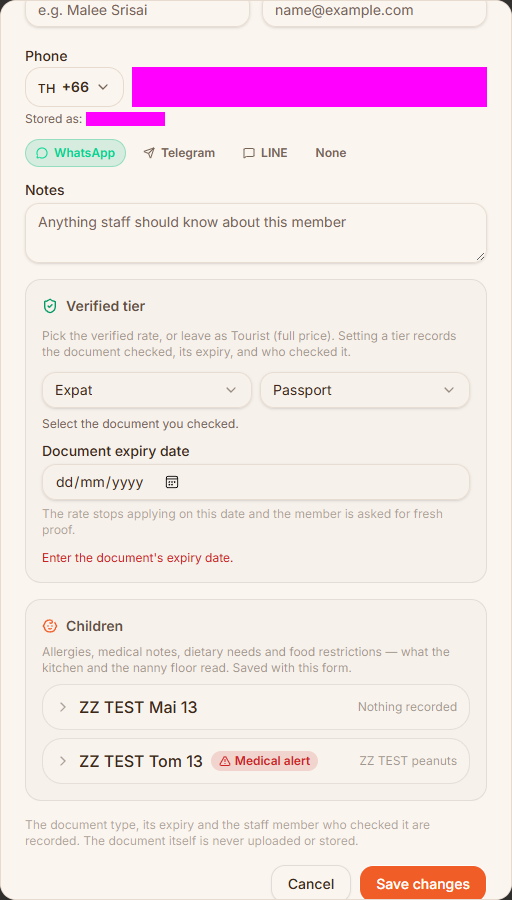 e.g. Malee Srisai
name@example.com
Phone
TH +66
Stored as:
WhatsApp
Telegram
LINE
None
Notes
Anything staff should know about this member
Verified tier
Pick the verified rate, or leave as Tourist (full price). Setting a tier records
the document checked, its expiry, and who checked it.
Expat
Passport
Select the document you checked.
Document expiry date
dd/mm/yyyy
The rate stops applying on this date and the member is asked for fresh
proof.
Enter the document's expiry date.
Children
Allergies, medical notes, dietary needs and food restrictions — what the
kitchen and the nanny floor read. Saved with this form.
ZZ TEST Mai 13
Nothing recorded
ZZ TEST Tom 13
Medical alert
ZZ TEST peanuts
The document type, its expiry and the staff member who checked it are
recorded. The document itself is never uploaded or stored.
Cancel
Save changes